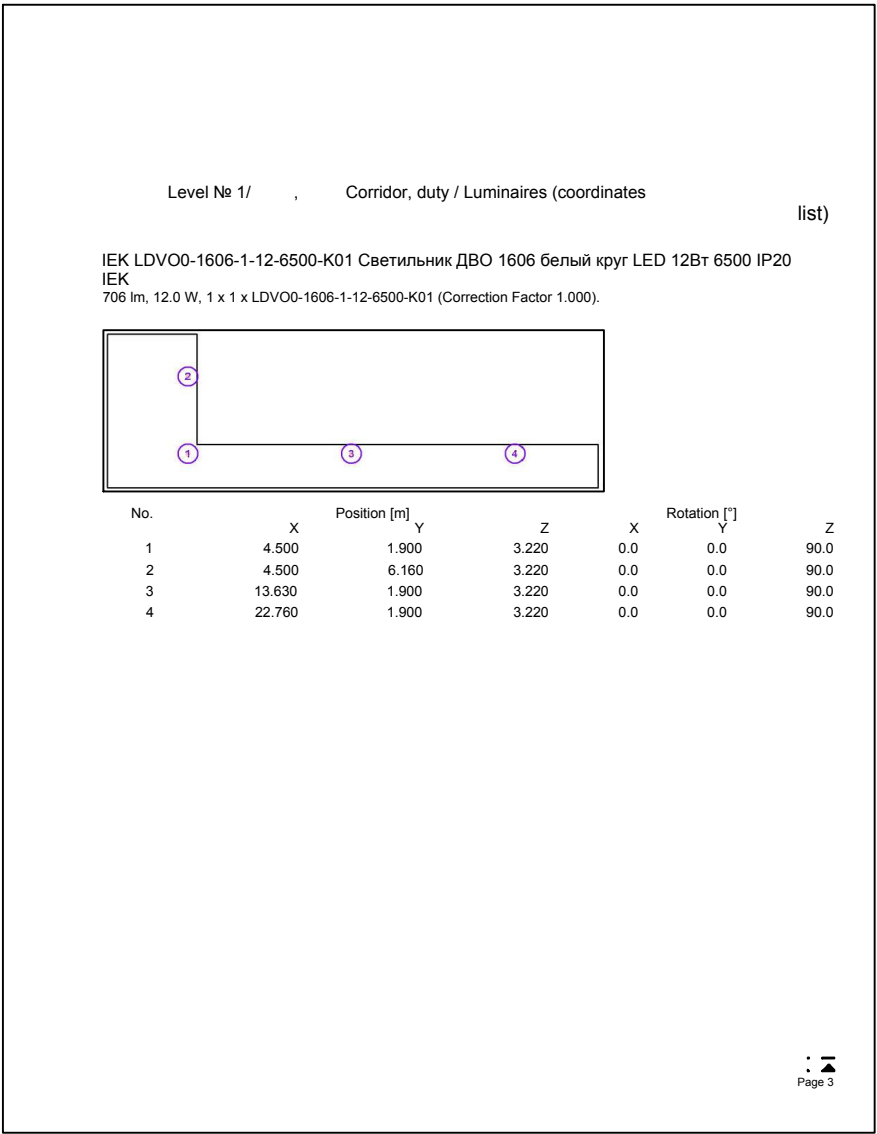 Level № 1/ , Corridor, duty / Luminaires (coordinates
list)
IEK LDVO0-1606-1-12-6500-K01 Светильник ДВО 1606 белый круг LED 12Вт 6500 IP20
IEK
706 lm, 12.0 W, 1 x 1 x LDVO0-1606-1-12-6500-K01 (Correction Factor 1.000).
2
1 3 4
No. Position [m] Rotation [°]
X Y Z X Y Z
1 4.500 1.900 3.220 0.0 0.0 90.0
2 4.500 6.160 3.220 0.0 0.0 90.0
3 13.630 1.900 3.220 0.0 0.0 90.0
4 22.760 1.900 3.220 0.0 0.0 90.0
Page 3